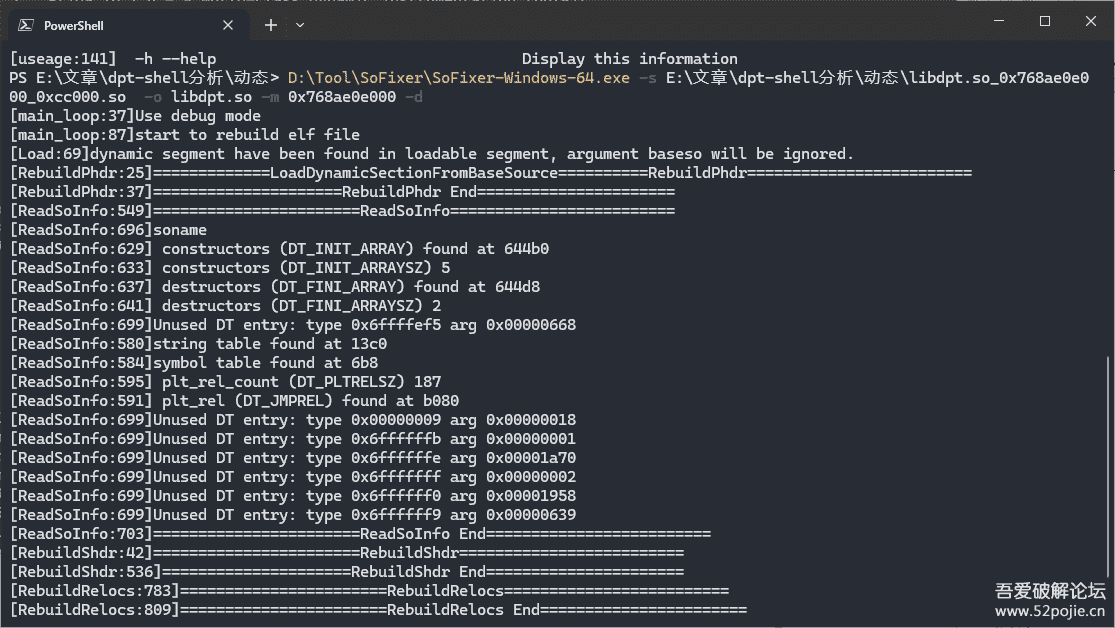 PowerShell
[useage:141]  -h --help                                  Display this information
PS E:\文章\dpt-shell分析\动态> D:\Tool\SoFixer\SoFixer-Windows-64.exe -s E:\文章\dpt-shell分析\动态\libdpt.so_0x768ae0e0
00_0xcc000.so  -o libdpt.so -m 0x768ae0e000 -d
[main_loop:37]Use debug mode
[main_loop:87]start to rebuild elf file
[Load:69]dynamic segment have been found in loadable segment, argument baseso will be ignored.
[RebuildPhdr:25]=============LoadDynamicSectionFromBaseSource==========RebuildPhdr=========================
[RebuildPhdr:37]=====================RebuildPhdr End======================
[ReadSoInfo:549]=======================ReadSoInfo=========================
[ReadSoInfo:696]soname
[ReadSoInfo:629] constructors (DT_INIT_ARRAY) found at 644b0
[ReadSoInfo:633] constructors (DT_INIT_ARRAYSZ) 5
[ReadSoInfo:637] destructors (DT_FINI_ARRAY) found at 644d8
[ReadSoInfo:641] destructors (DT_FINI_ARRAYSZ) 2
[ReadSoInfo:699]Unused DT entry: type 0x6ffffef5 arg 0x00000668
[ReadSoInfo:580]string table found at 13c0
[ReadSoInfo:584]symbol table found at 6b8
[ReadSoInfo:595] plt_rel_count (DT_PLTRELSZ) 187
[ReadSoInfo:591] plt_rel (DT_JMPREL) found at b080
[ReadSoInfo:699]Unused DT entry: type 0x00000009 arg 0x00000018
[ReadSoInfo:699]Unused DT entry: type 0x6ffffffb arg 0x00000001
[ReadSoInfo:699]Unused DT entry: type 0x6ffffffe arg 0x00001a70
[ReadSoInfo:699]Unused DT entry: type 0x6fffffff arg 0x00000002
[ReadSoInfo:699]Unused DT entry: type 0x6ffffff0 arg 0x00001958
[ReadSoInfo:699]Unused DT entry: type 0x6ffffff9 arg 0x00000639
[ReadSoInfo:703]=======================ReadSoInfo End=========================
[RebuildShdr:42]=======================RebuildShdr=========================
[RebuildShdr:536]=====================RebuildShdr End======================
[RebuildRelocs:783]=======================RebuildRelocs=========================
[RebuildRelocs:809]=======================RebuildRelocs End=======================
吾爱破解论坛
www.52pojie.cn